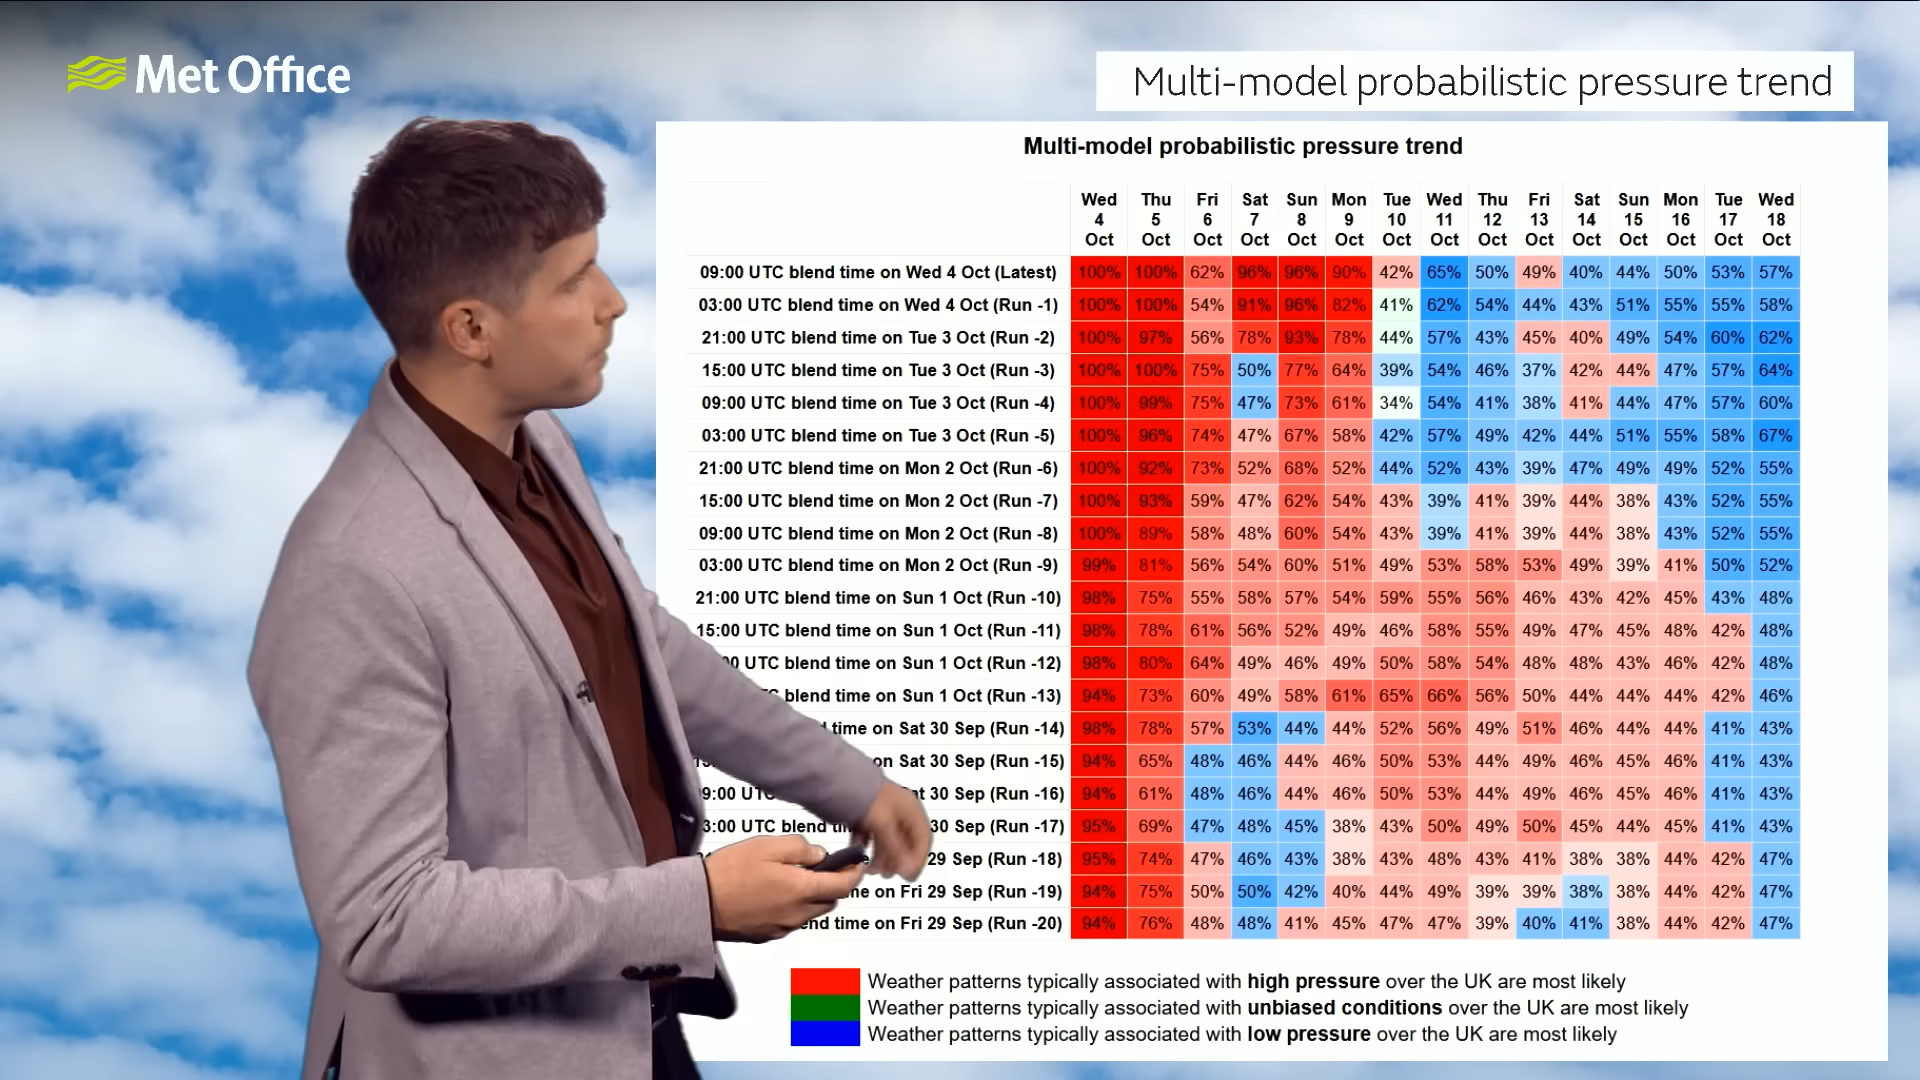 Met Office
Multi-model probabilistic pressure trend
Multi-model probabilistic pressure trend
Wed 4 Oct Thu 5 Oct Fri 6 Oct Sat 7 Oct Sun 8 Oct Mon 9 Oct Tue 10 Oct Wed 11 Oct Thu 12 Oct Fri 13 Oct Sat 14 Oct Sun 15 Oct Mon 16 Oct Tue 17 Oct Wed 18 Oct
09:00 UTC blend time on Wed 4 Oct (Latest) 100% 100% 62% 96% 96% 90% 42% 65% 50% 49% 40% 44% 50% 53% 57%
03:00 UTC blend time on Wed 4 Oct (Run -1) 100% 100% 54% 91% 96% 82% 41% 62% 54% 44% 43% 51% 55% 55% 58%
21:00 UTC blend time on Tue 3 Oct (Run -2) 100% 97% 56% 78% 93% 78% 44% 57% 43% 45% 40% 49% 54% 60% 62%
15:00 UTC blend time on Tue 3 Oct (Run -3) 100% 100% 75% 50% 77% 64% 39% 54% 46% 37% 42% 44% 47% 57% 64%
09:00 UTC blend time on Tue 3 Oct (Run -4) 100% 99% 75% 47% 73% 61% 34% 54% 41% 38% 41% 44% 47% 57% 60%
03:00 UTC blend time on Tue 3 Oct (Run -5) 100% 96% 74% 47% 67% 58% 42% 57% 49% 42% 44% 51% 55% 58% 67%
21:00 UTC blend time on Mon 2 Oct (Run -6) 100% 92% 73% 52% 68% 52% 44% 52% 43% 39% 47% 49% 49% 52% 55%
15:00 UTC blend time on Mon 2 Oct (Run -7) 100% 93% 59% 47% 62% 54% 43% 39% 41% 39% 44% 38% 43% 52% 55%
09:00 UTC blend time on Mon 2 Oct (Run -8) 100% 89% 58% 48% 60% 54% 43% 39% 41% 39% 44% 38% 43% 52% 55%
03:00 UTC blend time on Mon 2 Oct (Run -9) 99% 81% 56% 54% 60% 51% 49% 53% 58% 53% 49% 39% 41% 50% 52%
21:00 UTC blend time on Sun 1 Oct (Run -10) 98% 75% 55% 58% 57% 54% 59% 55% 56% 46% 43% 42% 45% 43% 48%
15:00 UTC blend time on Sun 1 Oct (Run -11) 98% 78% 61% 56% 52% 49% 46% 58% 55% 49% 47% 45% 48% 42% 48%
UTC blend time on Sun 1 Oct (Run -12) 98% 80% 64% 49% 46% 49% 50% 58% 54% 48% 48% 43% 46% 42% 48%
blend time on Sun 1 Oct (Run -13) 94% 73% 60% 49% 58% 61% 65% 66% 56% 50% 44% 44% 44% 42% 46%
time on Sat 30 Sep (Run -14) 98% 78% 57% 53% 44% 44% 52% 56% 49% 51% 46% 44% 44% 41% 43%
on Sat 30 Sep (Run -15) 94% 65% 48% 46% 44% 46% 50% 53% 44% 49% 46% 45% 46% 41% 43%
30 Sep (Run -16) 94% 61% 48% 46% 44% 46% 50% 53% 44% 49% 46% 45% 46% 41% 43%
UTC blend 30 Sep (Run -17) 95% 69% 47% 48% 45% 38% 43% 50% 49% 50% 45% 44% 45% 41% 43%
29 Sep (Run -18) 95% 74% 47% 46% 43% 38% 43% 48% 43% 41% 38% 38% 44% 42% 47%
on Fri 29 Sep (Run -19) 94% 75% 50% 50% 42% 40% 44% 49% 39% 39% 38% 38% 44% 42% 47%
time on Fri 29 Sep (Run -20) 94% 76% 48% 48% 41% 45% 47% 47% 39% 40% 41% 38% 44% 42% 47%
Weather patterns typically associated with high pressure over the UK are most likely
Weather patterns typically associated with unbiased conditions over the UK are most likely
Weather patterns typically associated with low pressure over the UK are most likely